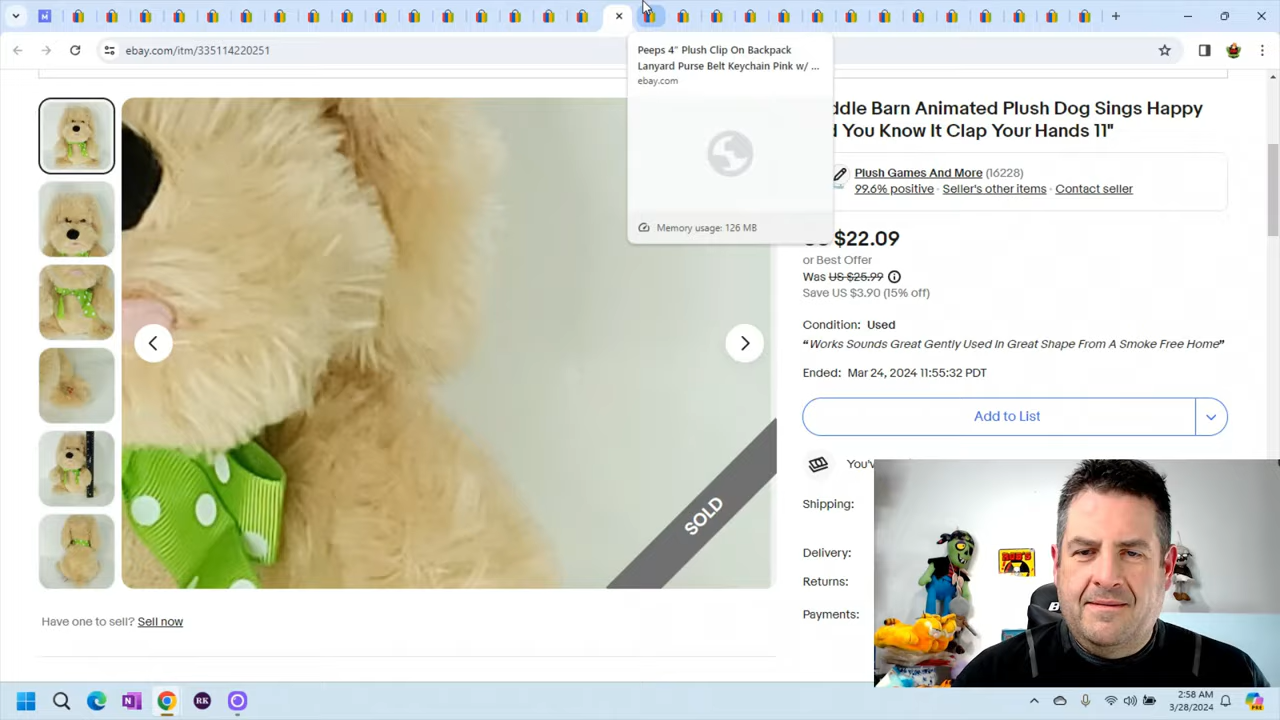 ebay.com/itm/335114220251
Peeps 4" Plush Clip On Backpack
Lanyard Purse Belt Keychain Pink w/ ...
ebay.com
Memory usage: 126 MB
ddle Barn Animated Plush Dog Sings Happy
d You Know It Clap Your Hands 11"
Plush Games And More (16228)
99.6% positive · Seller's other items · Contact seller
$22.09
or Best Offer
Was US $25.99
Save US $3.90 (15% off)
Condition: Used
“Works Sounds Great Gently Used In Great Shape From A Smoke Free Home”
Ended: Mar 24, 2024 11:55:32 PDT
Add to List
SOLD
Shipping:
Delivery:
Returns:
Payments:
Have one to sell? Sell now
2:58 AM
3/28/2024